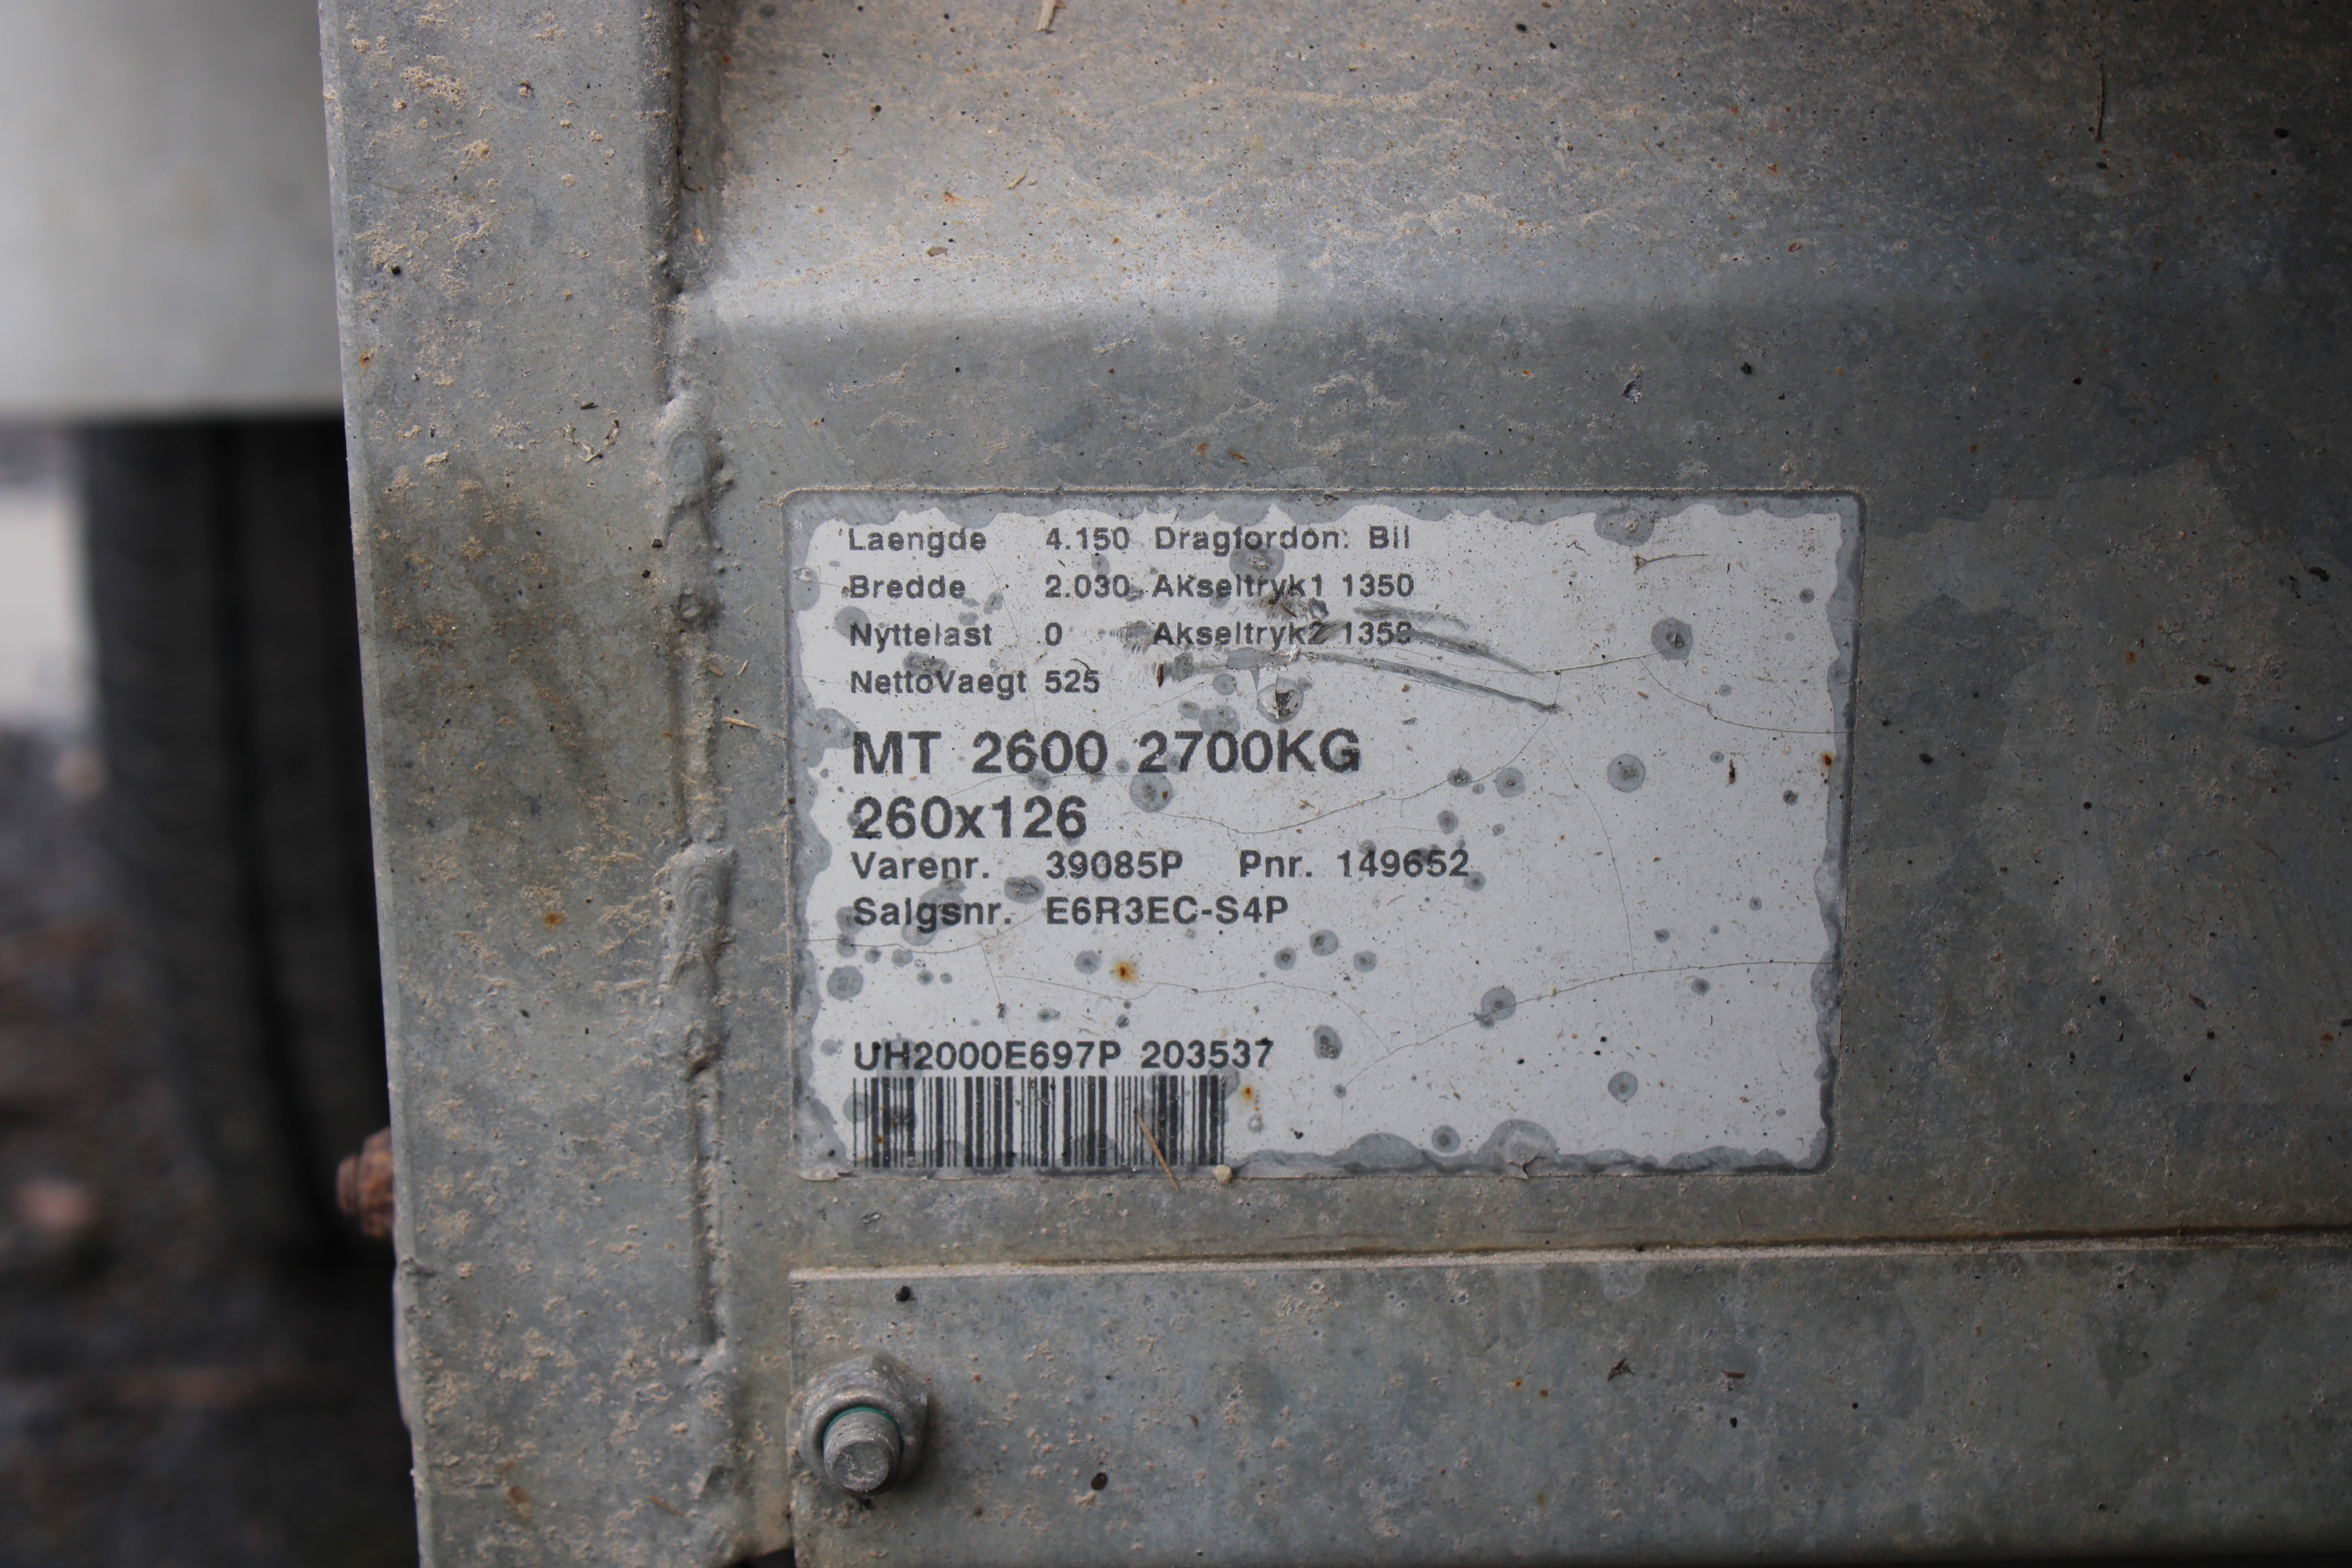 Laengde 4.150 Dragfordon: Bil
Bredde 2.030 Akseltryk1 1350
Nyttelast 0 Akseltryk2
NettoVaegt 525
MT 2600 2700KG
260x126
Varenr. 39085P Pnr. 149652
Salgsnr. E6R3EC-S4P
UH2000E697P 203537